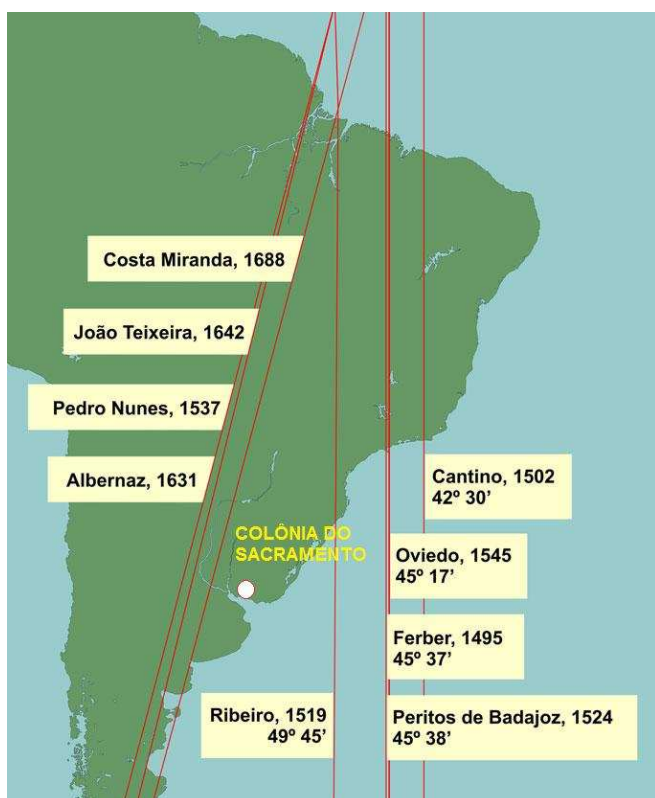 Costa Miranda, 1688
João Teixeira, 1642
Pedro Nunes, 1537
Albernaz, 1631
Cantino, 1502
42º 30’
COLÔNIA DO
SACRAMENTO
Oviedo, 1545
45º 17’
Ferber, 1495
45º 37’
Ribeiro, 1519
49º 45’
Peritos de Badajoz, 1524
45º 38’